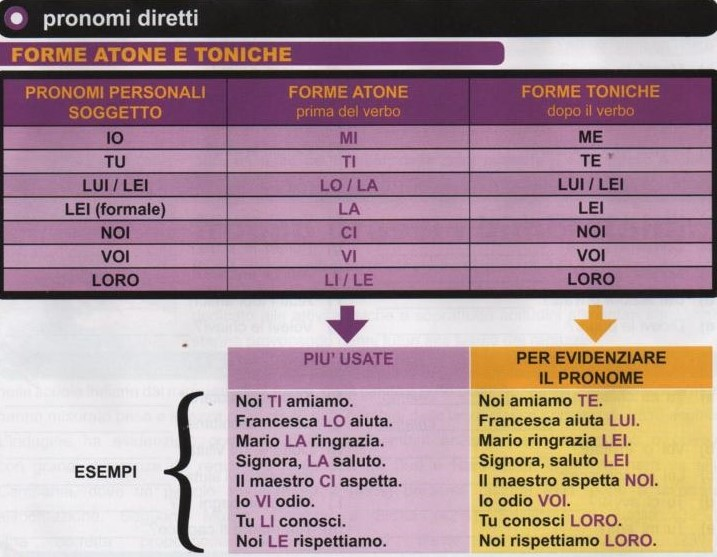 pronomi diretti
FORME ATONE E TONICHE
PRONOMI PERSONALI SOGGETTO FORME ATONE prima del verbo FORME TONICHE dopo il verbo
IO MI ME
TU TI TE
LUI / LEI LO / LA LUI / LEI
LEI (formale) LA LEI
NOI CI NOI
VOI VI VOI
LORO LI / LE LORO
PIU' USATE PER EVIDENZIARE IL PRONOME
ESEMPI
Noi TI amiamo. Noi amiamo TE.
Francesca LO aiuta. Francesca aiuta LUI.
Mario LA ringrazia. Mario ringrazia LEI.
Signora, LA saluto. Signora, saluto LEI
Il maestro CI aspetta. Il maestro aspetta NOI.
Io VI odio. Io odio VOI.
Tu LI conosci. Tu conosci LORO.
Noi LE rispettiamo. Noi rispettiamo LORO.